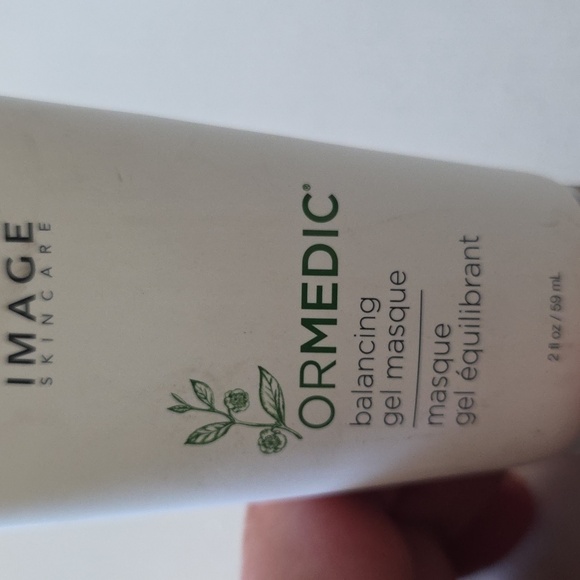 IMAGE
SKINCARE
ORMEDIC®
balancing
gel masque
masque
gel équilibrant
2 fl oz / 59 mL